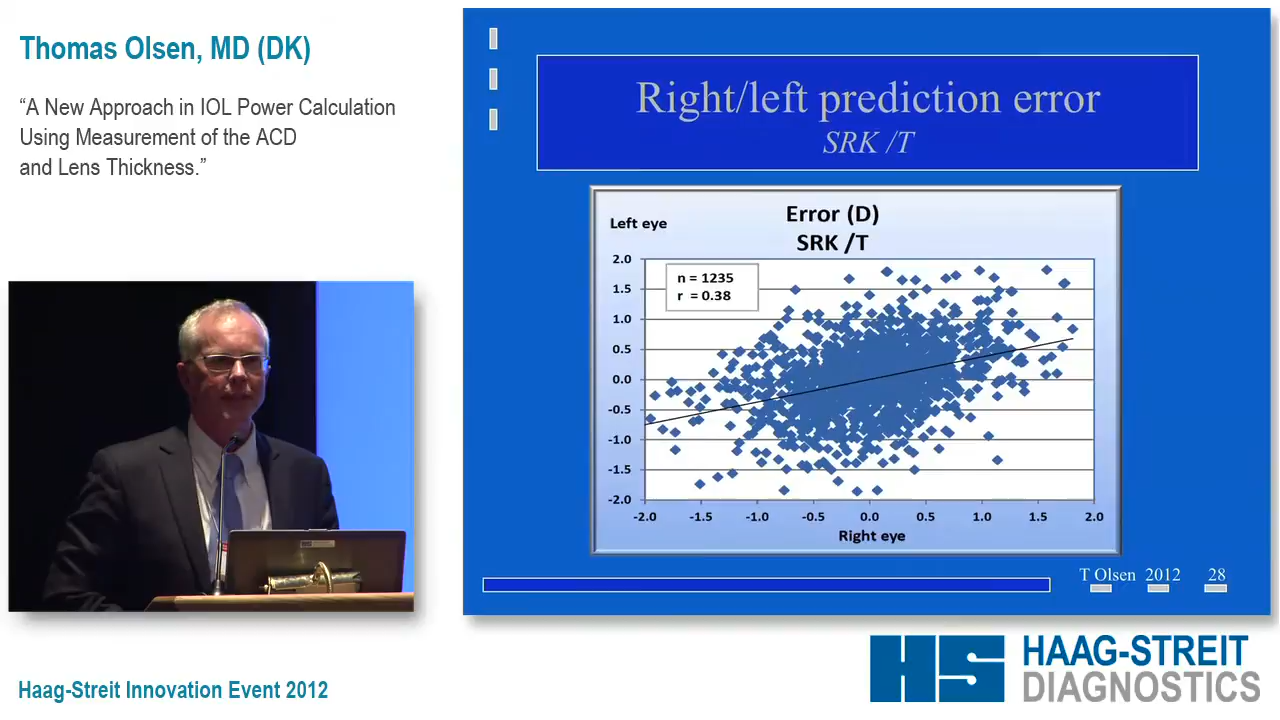 Thomas Olsen, MD (DK)
“A New Approach in IOL Power Calculation
Using Measurement of the ACD
and Lens Thickness.”
Right/left prediction error
SRK /T
Left eye
Error (D)
SRK /T
n = 1235
r = 0.38
2.0
1.5
1.0
0.5
0.0
-0.5
-1.0
-1.5
-2.0
-2.0 -1.5 -1.0 -0.5 0.0 0.5 1.0 1.5 2.0
Right eye
T Olsen 2012 28
Haag-Streit Innovation Event 2012
HS HAAG-STREIT
DIAGNOSTICS